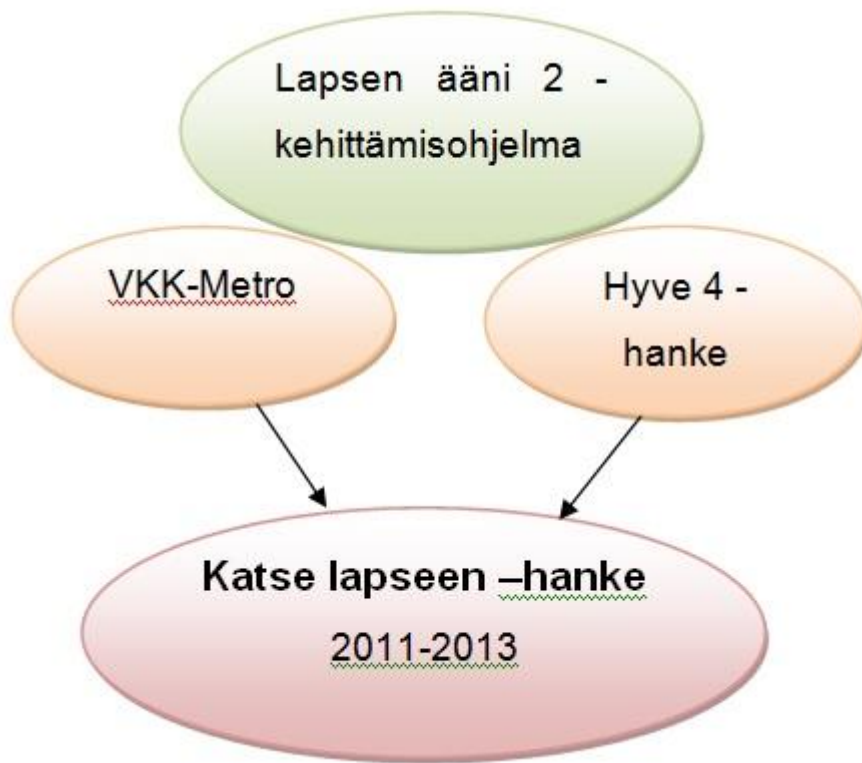 Lapsen ääni 2 -
kehittämisohjelma
VKK-Metro
Hyve 4 -
hanke
Katse lapseen –hanke
2011-2013